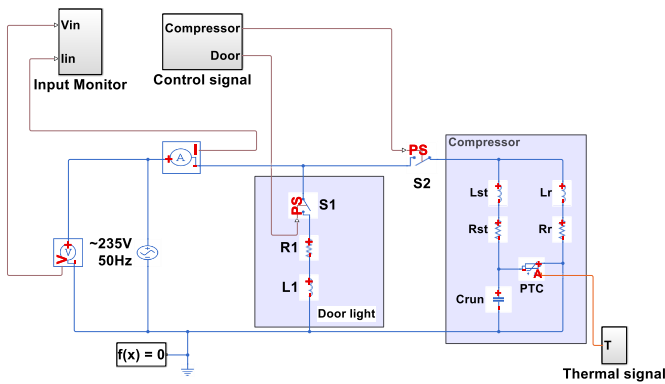 Vin
Iin
Input Monitor
Compressor
Door
Control signal
I
A
PS
S2
Compressor
Lst
Lr
PS
S1
Rst
Rr
~235V
50Hz
V
V
R1
PTC
A
L1
Crun
Door light
f(x) = 0
T
Thermal signal